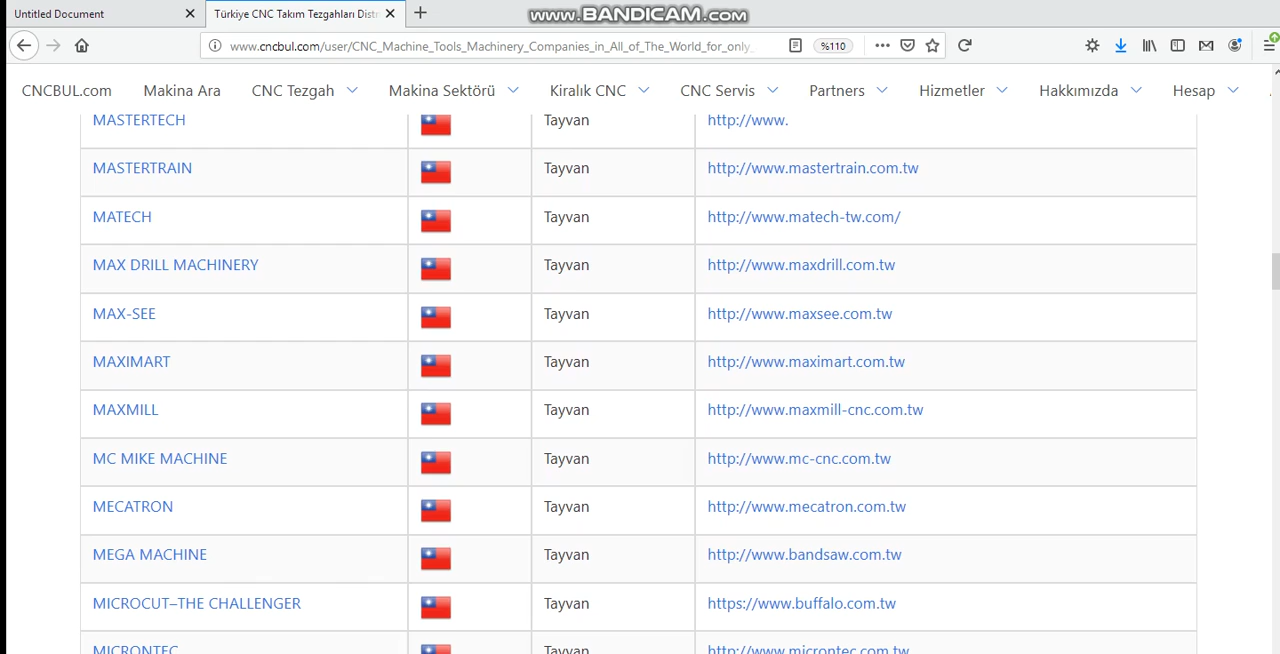 Untitled Document
Türkiye CNC Takım Tezgahları Dist
www.BANDICAM.com
www.cncbul.com/user/CNC_Machine_Tools_Machinery_Companies_in_All_of_The_World_for_only_
%110
CNCBUL.com Makina Ara CNC Tezgah Makina Sektörü Kiralık CNC CNC Servis Partners Hizmetler Hakkımızda Hesap
MASTERTECH Tayvan http://www.
MASTERTRAIN Tayvan http://www.mastertrain.com.tw
MATECH Tayvan http://www.matech-tw.com/
MAX DRILL MACHINERY Tayvan http://www.maxdrill.com.tw
MAX-SEE Tayvan http://www.maxsee.com.tw
MAXIMART Tayvan http://www.maximart.com.tw
MAXMILL Tayvan http://www.maxmill-cnc.com.tw
MC MIKE MACHINE Tayvan http://www.mc-cnc.com.tw
MECATRON Tayvan http://www.mecatron.com.tw
MEGA MACHINE Tayvan http://www.bandsaw.com.tw
MICROCUT–THE CHALLENGER Tayvan https://www.buffalo.com.tw
MICRONTEC Tayvan http://www.microntec.com.tw